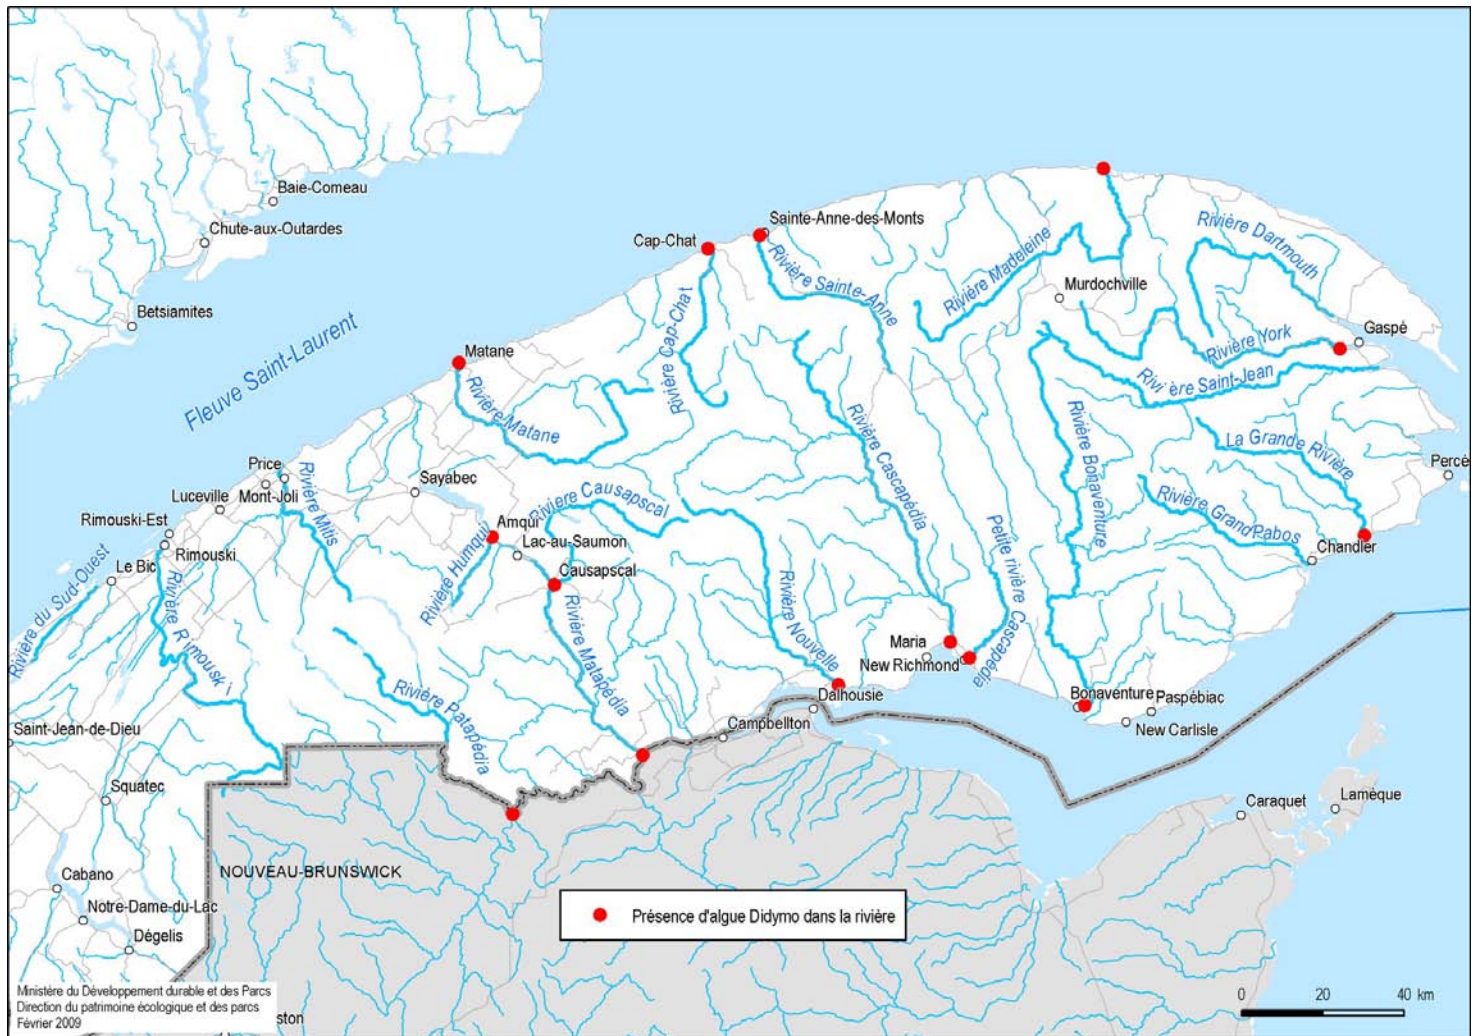 Baie-Comeau
Chute-aux-Outardes
Betsiamites
Fleuve Saint-Laurent
Sainte-Anne-des-Monts
Cap-Chat
Rivière Sainte-Anne
Rivière Madeleine
Rivière Dartmouth
Murdochville
Gaspé
Rivière York
Rivière Saint-Jean
Rivière Cap-Chat
Matane
Rivière Matane
Rivière Cascapédia
Rivière Bonaventure
La Grande Rivière
Percé
Price
Mont-Joli
Rivière Mitis
Sayabec
Luceville
Rivière Causapscal
Rivière Grand Pabos
Rimouski-Est
Rimouski
Amqui
Lac-au-Saumon
Chandler
Le Bic
Rivière Humqui
Causapscal
Petite rivière Cascapédia
Rivière du Sud-Ouest
Rivière Rimouski
Rivière Nouvelle
Rivière Matapédia
Maria
New Richmond
Rivière Patapédia
Dalhousie
Bonaventure
Paspébiac
New Carlisle
Campbellton
Saint-Jean-de-Dieu
Squatec
Caraquet
Lamèque
NOUVEAU-BRUNSWICK
Cabano
Notre-Dame-du-Lac
Dégelis
Présence d'algue Didymo dans la rivière
Ministère du Développement durable et des Parcs
Direction du patrimoine écologique et des parcs
Février 2009
0 20 40 km